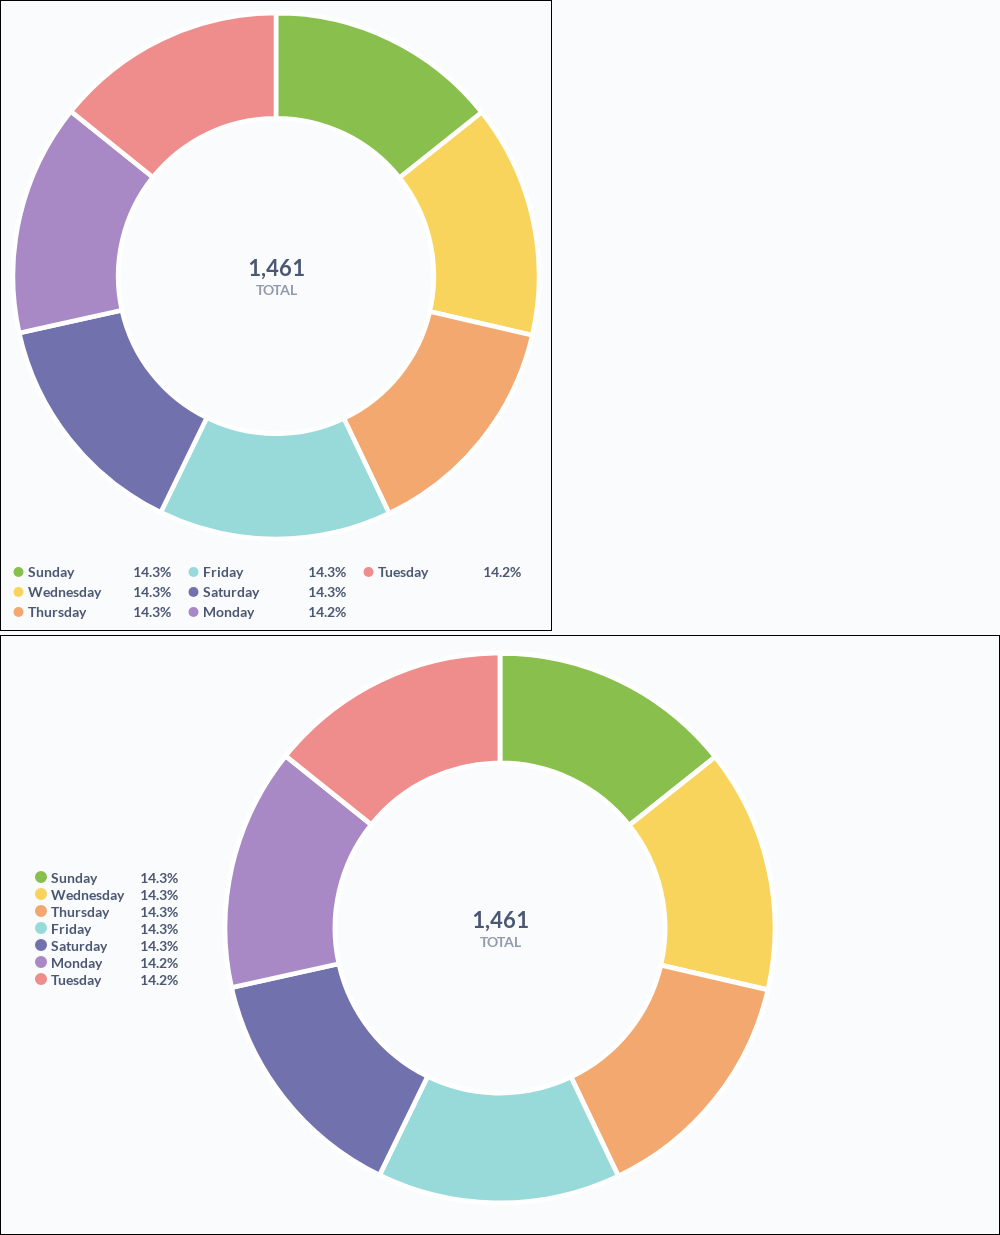 1,461
TOTAL
Sunday 14.3% Friday 14.3% Tuesday 14.2%
Wednesday 14.3% Saturday 14.3%
Thursday 14.3% Monday 14.2%
Sunday 14.3%
Wednesday 14.3%
Thursday 14.3%
Friday 14.3%
Saturday 14.3%
Monday 14.2%
Tuesday 14.2%
1,461
TOTAL